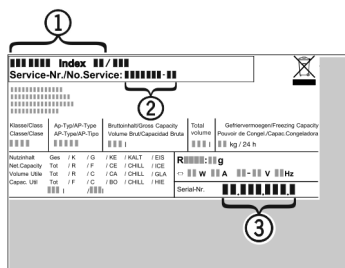 1
Index /
Service-Nr./No.Service: -
2
Klasse/Class Ap-Typ/AP-Type Bruttoinhalt/Gross Capacity Total Gefriervermoegen/Freezing Capacity
Classe/Clase AP-Type/AP-Tipo Volume Brut/Capacidad Bruta volume Pouvoir de Congel./Capac.Congeladora
l l kg / 24 h
Nutzinhalt Ges / K / G / KE / KALT / EIS
Net.Capacity Tot / R / F / CE / CHILL / ICE R : g
Volume Utile Tot / R / C / CA / CHILL / GLA W A - V Hz
Capec. Util Tot / F / C / BO / CHILL / HIE
l / l Serial-Nr. . . .
3